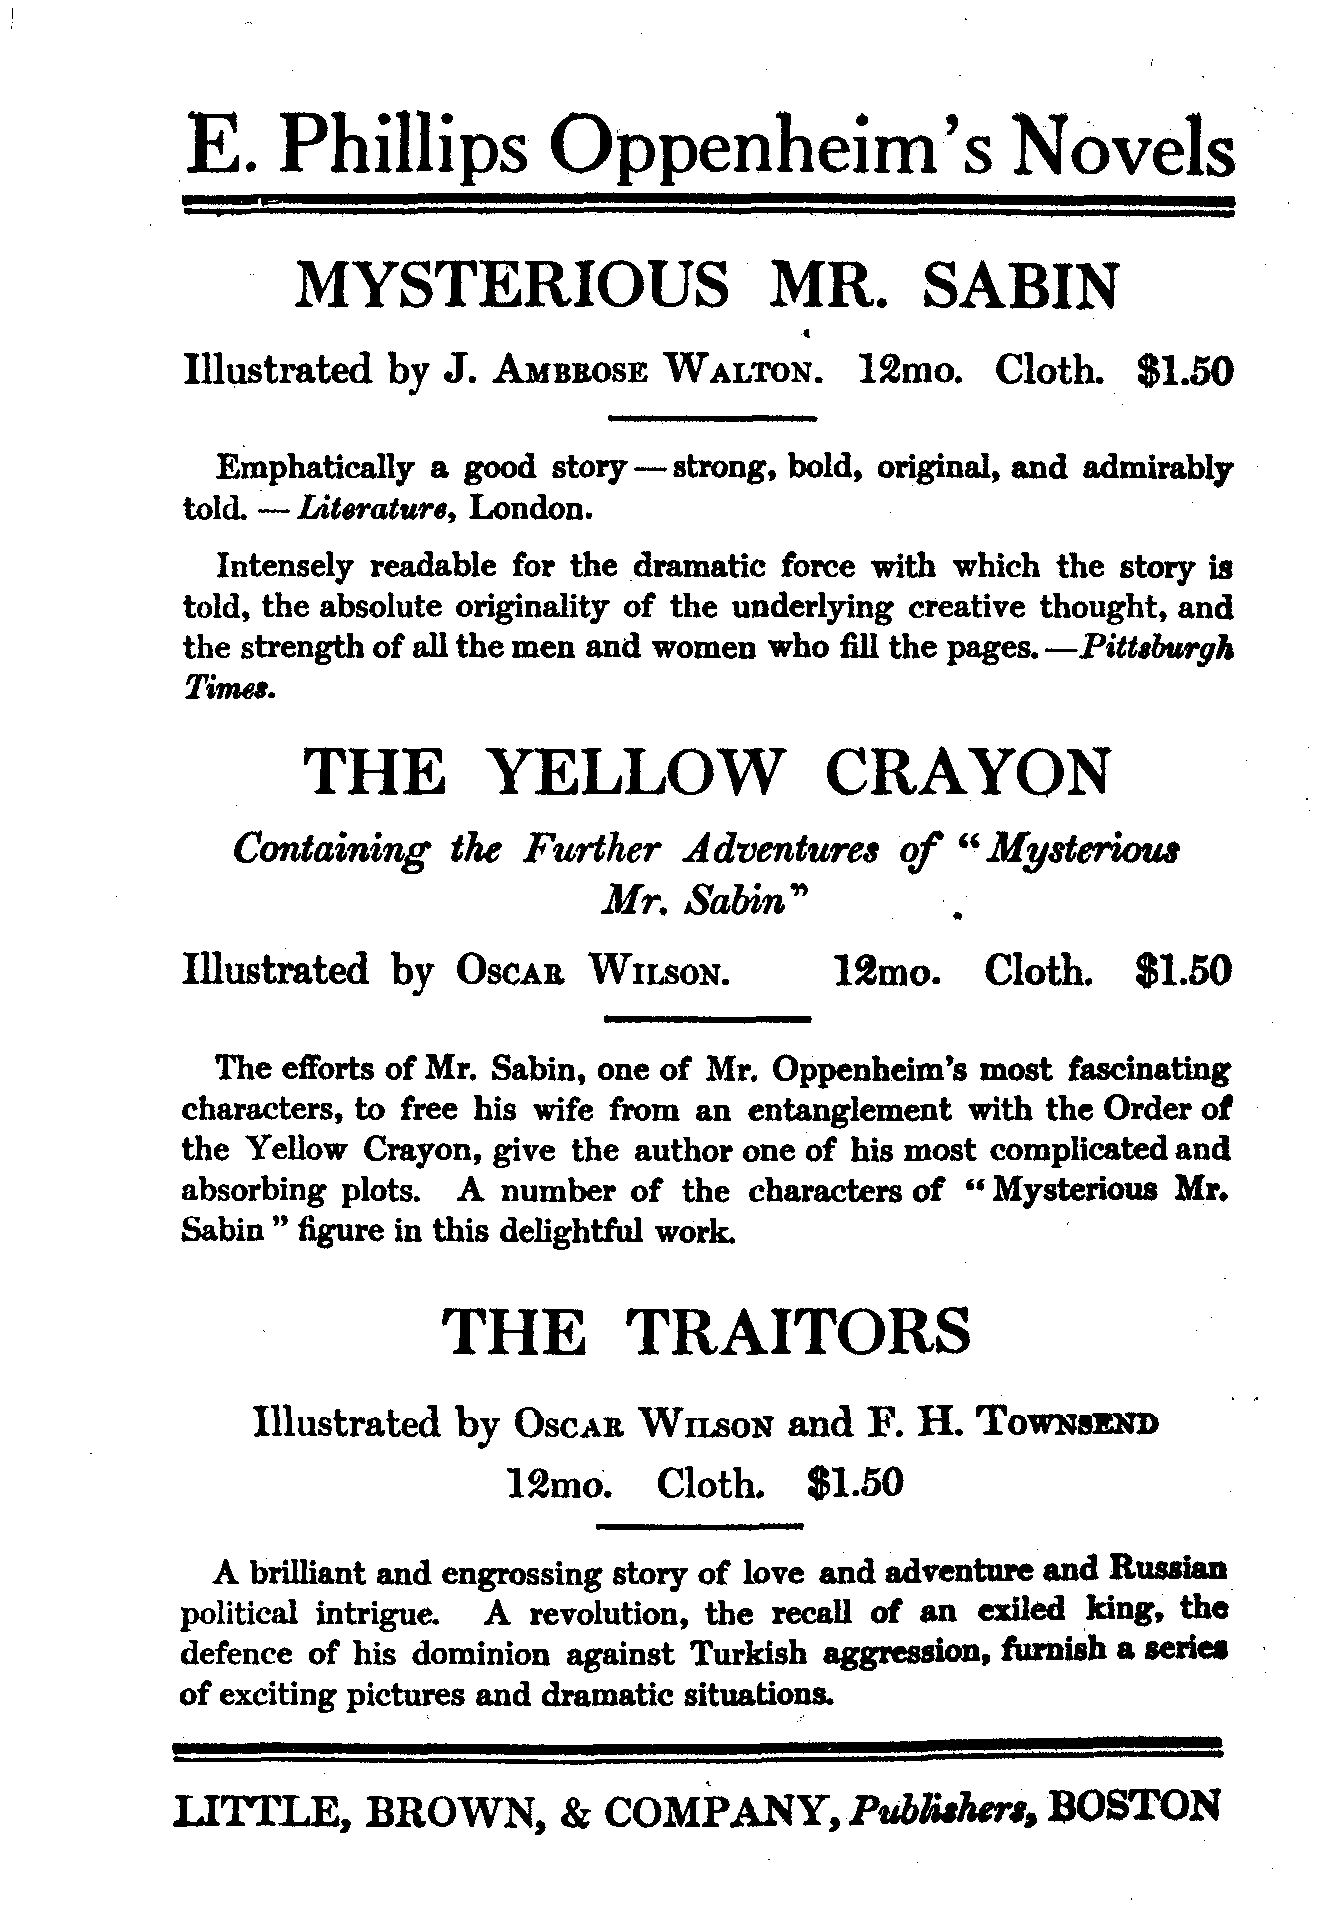 E. Phillips Oppenheim's Novels
MYSTERIOUS MR. SABIN
Illustrated by J. AMBROSE WALTON. 12mo. Cloth. $1.50
Emphatically a good story — strong, bold, original, and admirably
told. — Literature, London.
Intensely readable for the dramatic force with which the story is
told, the absolute originality of the underlying creative thought, and
the strength of all the men and women who fill the pages. — Pittsburgh
Times.
THE YELLOW CRAYON
Containing the Further Adventures of "Mysterious
Mr. Sabin"
Illustrated by OSCAR WILSON. 12mo. Cloth. $1.50
The efforts of Mr. Sabin, one of Mr. Oppenheim's most fascinating
characters, to free his wife from an entanglement with the Order of
the Yellow Crayon, give the author one of his most complicated and
absorbing plots. A number of the characters of "Mysterious Mr.
Sabin" figure in this delightful work.
THE TRAITORS
Illustrated by OSCAR WILSON and F. H. TOWNSEND
12mo. Cloth. $1.50
A brilliant and engrossing story of love and adventure and Russian
political intrigue. A revolution, the recall of an exiled king, the
defence of his dominion against Turkish aggression, furnish a series
of exciting pictures and dramatic situations.
LITTLE, BROWN, & COMPANY, Publishers, BOSTON